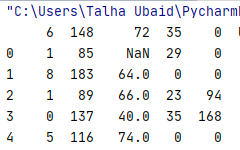 "C:\Users\Talha Ubaid\Pycharm
6 148 72 35 0
0 1 85 NaN 29 0
1 8 183 64.0 0 0
2 1 89 66.0 23 94
3 0 137 40.0 35 168
4 5 116 74.0 0 0